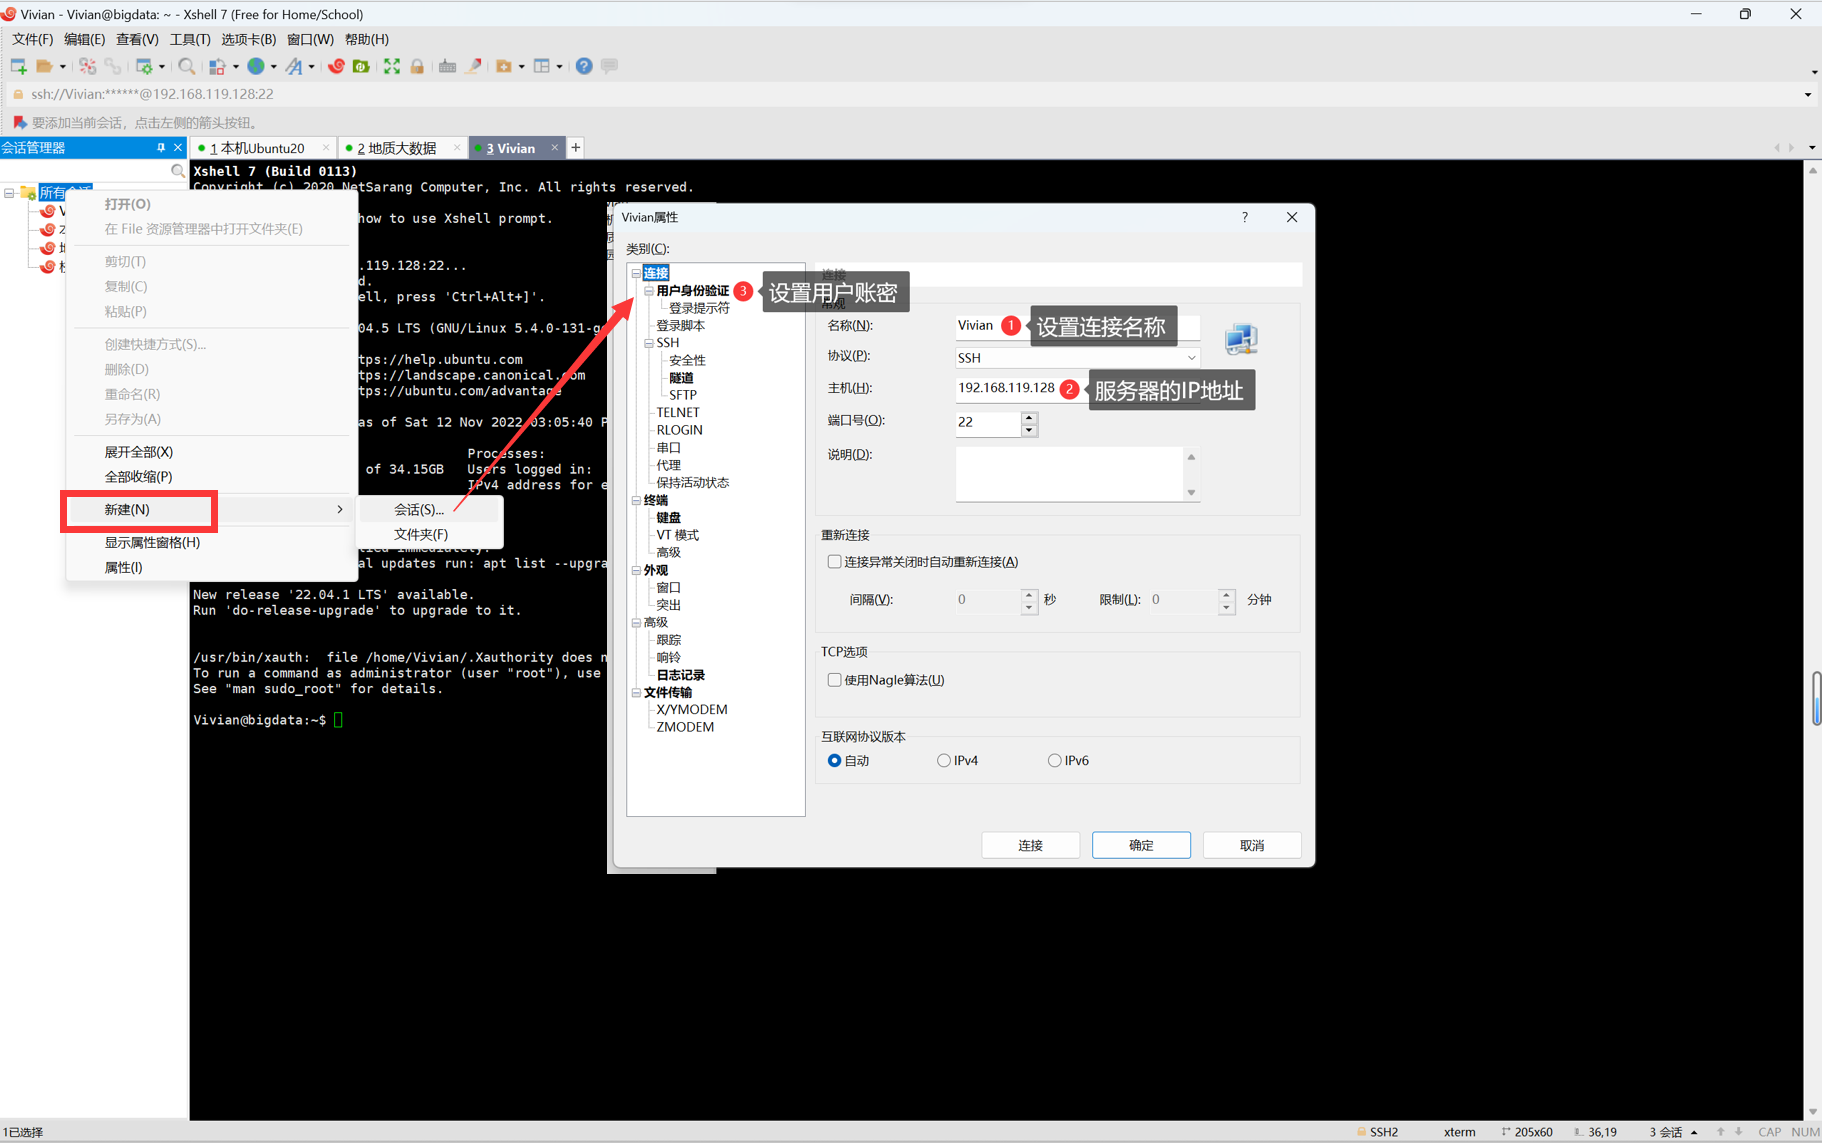 Vivian - Vivian@bigdata: ~ - Xshell 7 (Free for Home/School)
文件(F) 编辑(E) 查看(V) 工具(T) 选项卡(B) 窗口(W) 帮助(H)
ssh://Vivian:******@192.168.119.128:22
要添加当前会话，点击左侧的箭头按钮。
会话管理器
1 本机Ubuntu20
2 地质大数据
3 Vivian
所有会话
打开(O)
在 File 资源管理器中打开文件夹(E)
剪切(T)
复制(C)
粘贴(P)
创建快捷方式(S)...
删除(D)
重命名(R)
另存为(A)
展开全部(X)
全部收缩(P)
新建(N)
显示属性窗格(H)
属性(I)
会话(S)...
文件夹(F)
Xshell 7 (Build 0113)
Copyright (c) 2020 NetSarang Computer, Inc. All rights reserved.
how to use Xshell prompt.
.119.128:22...
d.
ell, press 'Ctrl+Alt+]'.
04.5 LTS (GNU/Linux 5.4.0-131-ge
tps://help.ubuntu.com
tps://landscape.canonical.com
tps://ubuntu.com/advantage
as of Sat 12 Nov 2022 03:05:40 P
Processes:
of 34.15GB Users logged in:
IPv4 address for e
lied immediately.
al updates run: apt list --upgra
New release '22.04.1 LTS' available.
Run 'do-release-upgrade' to upgrade to it.
/usr/bin/xauth: file /home/Vivian/.Xauthority does n
To run a command as administrator (user "root"), use
See "man sudo_root" for details.
Vivian@bigdata:~$
Vivian属性
类别(C):
连接
用户身份验证
登录提示符
登录脚本
SSH
安全性
隧道
SFTP
TELNET
RLOGIN
串口
代理
保持活动状态
终端
键盘
VT 模式
高级
外观
窗口
突出
高级
跟踪
响铃
日志记录
文件传输
X/YMODEM
ZMODEM
3 设置用户账密
连接
常规
名称(N): Vivian
1 设置连接名称
协议(P): SSH
主机(H): 192.168.119.128
2 服务器的IP地址
端口号(O): 22
说明(D):
重新连接
连接异常关闭时自动重新连接(A)
间隔(V): 0 秒 限制(L): 0 分钟
TCP选项
使用Nagle算法(U)
互联网协议版本
自动 IPv4 IPv6
连接 确定 取消
1已选择
SSH2 xterm 205x60 36,19 3 会话 CAP NUM